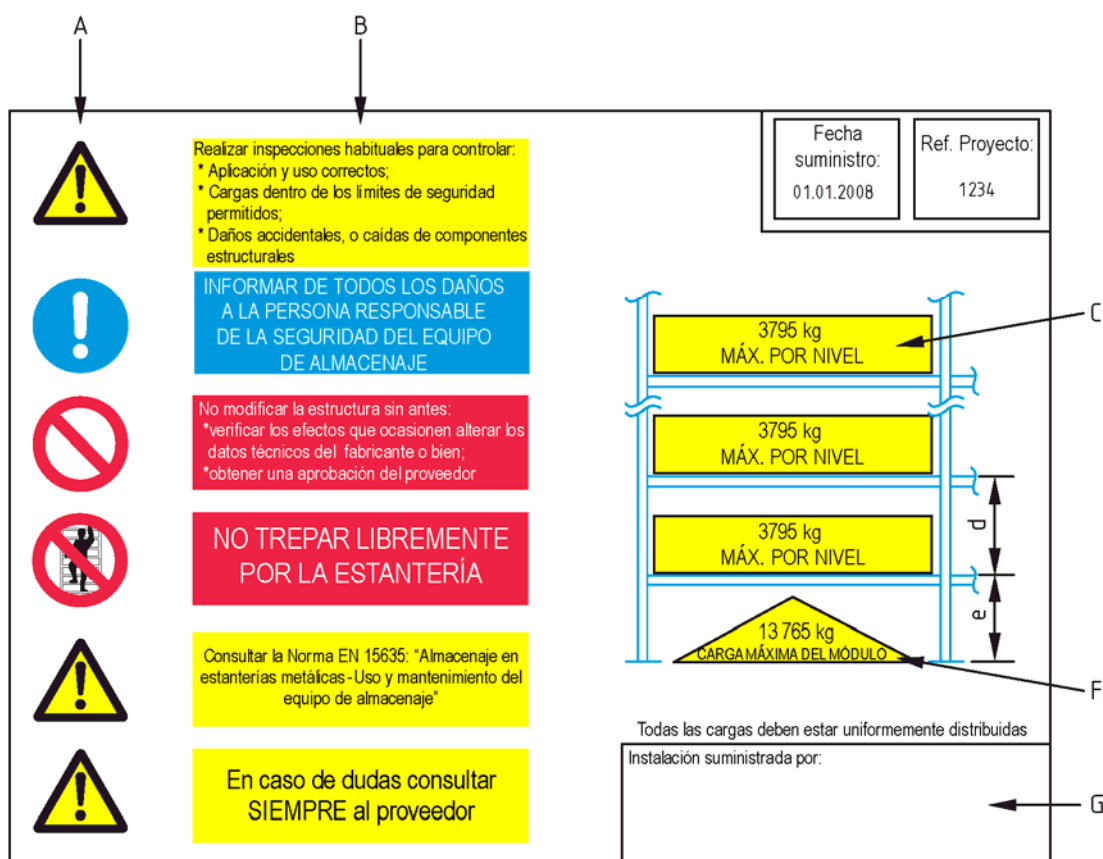 A
B
Realizar inspecciones habituales para controlar:
* Aplicación y uso correctos;
* Cargas dentro de los límites de seguridad
permitidos;
* Daños accidentales, o caídas de componentes
estructurales
INFORMAR DE TODOS LOS DAÑOS
A LA PERSONA RESPONSABLE
DE LA SEGURIDAD DEL EQUIPO
DE ALMACENAJE
No modificar la estructura sin antes:
*verificar los efectos que ocasionen alterar los
datos técnicos del fabricante o bien;
*obtener una aprobación del proveedor
NO TREPAR LIBREMENTE
POR LA ESTANTERÍA
Consultar la Norma EN 15635: "Almacenaje en
estanterías metálicas-Uso y mantenimiento del
equipo de almacenaje"
En caso de dudas consultar
SIEMPRE al proveedor
Fecha
suministro:
01.01.2008
Ref. Proyecto:
1234
3795 kg
MÁX. POR NIVEL
C
3795 kg
MÁX. POR NIVEL
d
3795 kg
MÁX. POR NIVEL
e
13 765 kg
CARGA MÁXIMA DEL MÓDULO
F
Todas las cargas deben estar uniformemente distribuidas
Instalación suministrada por:
G